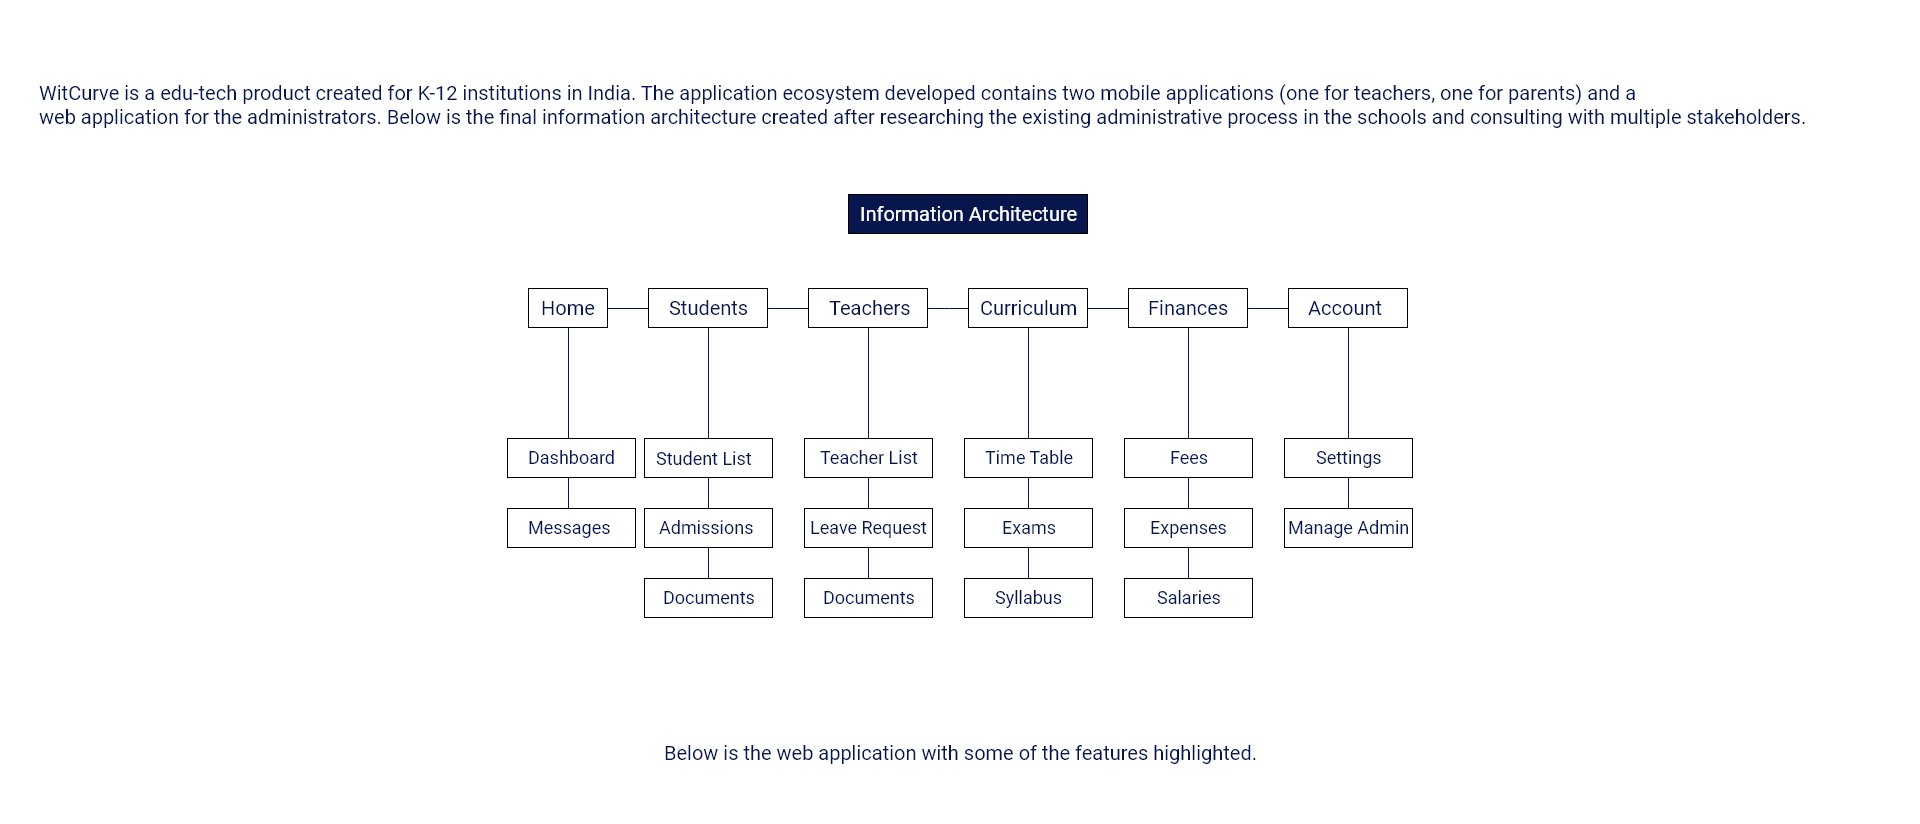 WitCurve is a edu-tech product created for K-12 institutions in India. The application ecosystem developed contains two mobile applications (one for teachers, one for parents) and a
web application for the administrators. Below is the final information architecture created after researching the existing administrative process in the schools and consulting with multiple stakeholders.
Information Architecture
Home Students Teachers Curriculum Finances Account
Dashboard Student List Teacher List Time Table Fees Settings
Messages Admissions Leave Request Exams Expenses Manage Admin
Documents Documents Syllabus Salaries
Below is the web application with some of the features highlighted.